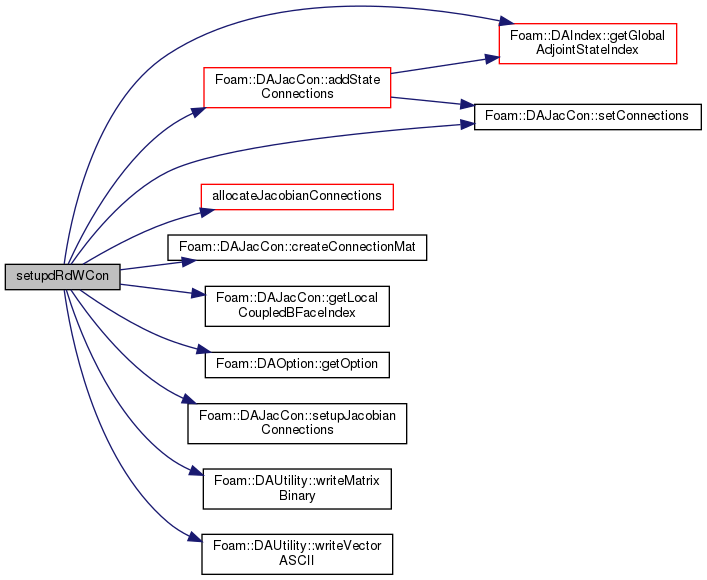 Foam::DAIndex::getGlobal
AdjointStateIndex
Foam::DAJacCon::addState
Connections
Foam::DAJacCon::setConnections
allocateJacobianConnections
Foam::DAJacCon::createConnectionMat
setupdRdWCon
Foam::DAJacCon::getLocal
CoupledBFaceIndex
Foam::DAOption::getOption
Foam::DAJacCon::setupJacobian
Connections
Foam::DAUtility::writeMatrix
Binary
Foam::DAUtility::writeVector
ASCII